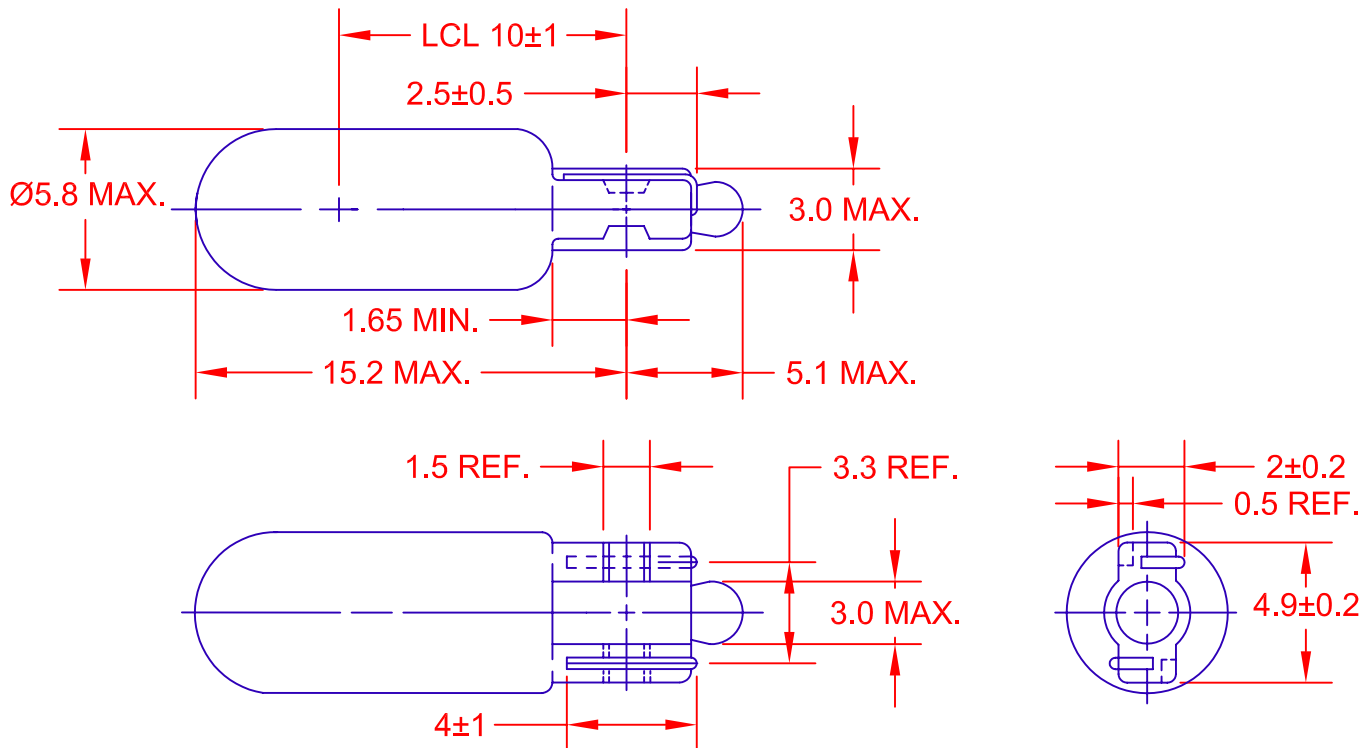 LCL 10±1
2.5±0.5
Ø5.8 MAX.
3.0 MAX.
1.65 MIN.
15.2 MAX.
5.1 MAX.
1.5 REF.
3.3 REF.
2±0.2
0.5 REF.
3.0 MAX.
4.9±0.2
4±1